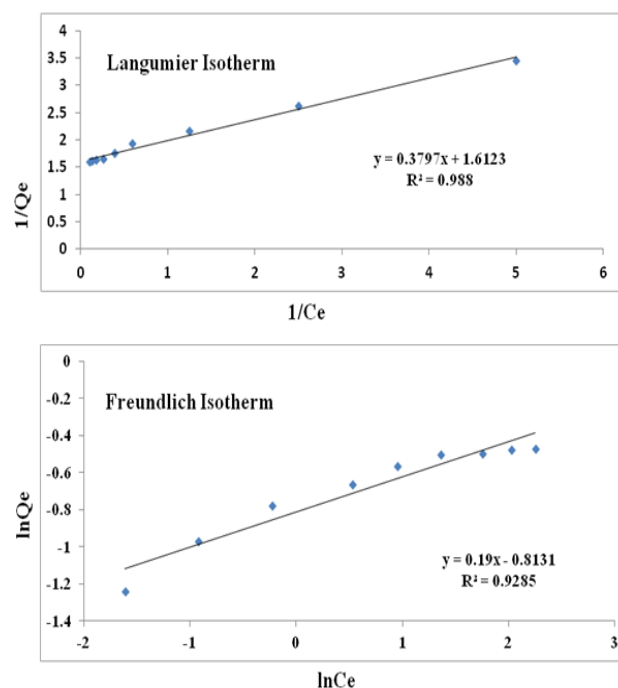 4
3.5
Langumier Isotherm
3
2.5
2
1/Qe
y = 0.3797x + 1.6123
1.5
R² = 0.988
1
0.5
0
0 1 2 3 4 5 6
1/Ce
0
-0.2
Freundlich Isotherm
-0.4
-0.6
lnQe
-0.8
-1
y = 0.19x - 0.8131
R² = 0.9285
-1.2
-1.4
-2 -1 0 1 2 3
lnCe